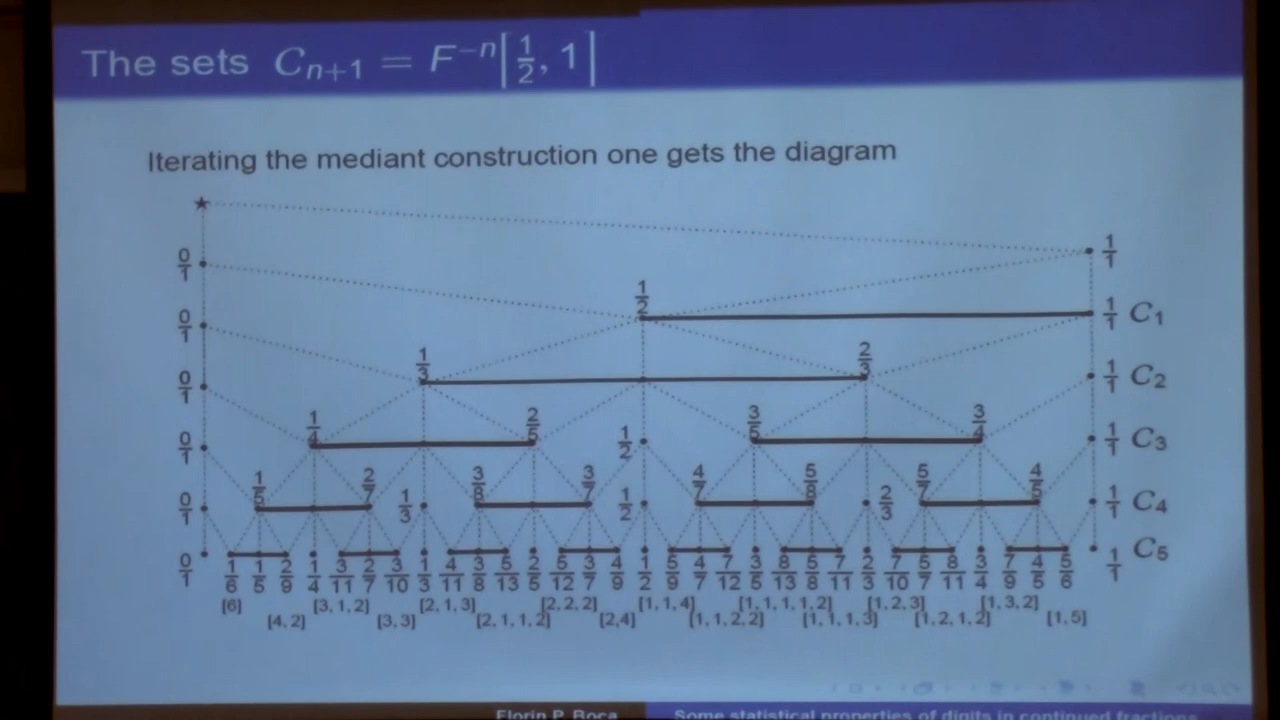 The sets C_{n+1} = F^{-n}[1/2, 1]
Iterating the mediant construction one gets the diagram
★
0/1 1/1
0/1 1/2 1/1 C_1
0/1 1/3 2/3 1/1 C_2
0/1 1/4 2/5 1/2 3/5 3/4 1/1 C_3
0/1 1/5 2/7 1/3 3/8 3/7 1/2 4/7 5/8 2/3 5/7 4/5 1/1 C_4
0/1 1/6 1/5 2/9 1/4 3/11 2/7 3/10 1/3 4/11 3/8 5/13 2/5 5/12 3/7 4/9 1/2 5/9 4/7 7/12 3/5 8/13 5/8 7/11 2/3 7/10 5/7 8/11 3/4 7/9 4/5 5/6 1/1 C_5
[6] [3, 1, 2] [2, 1, 3] [2, 2, 2] [1, 1, 4] [1, 1, 1, 1, 2] [1, 2, 3] [1, 3, 2]
[4, 2] [3, 3] [2, 1, 1, 2] [2,4] [1, 1, 2, 2] [1, 1, 1, 3] [1, 2, 1, 2] [1, 5]
Florin P. Boca Some statistical properties of digits in continued fractions